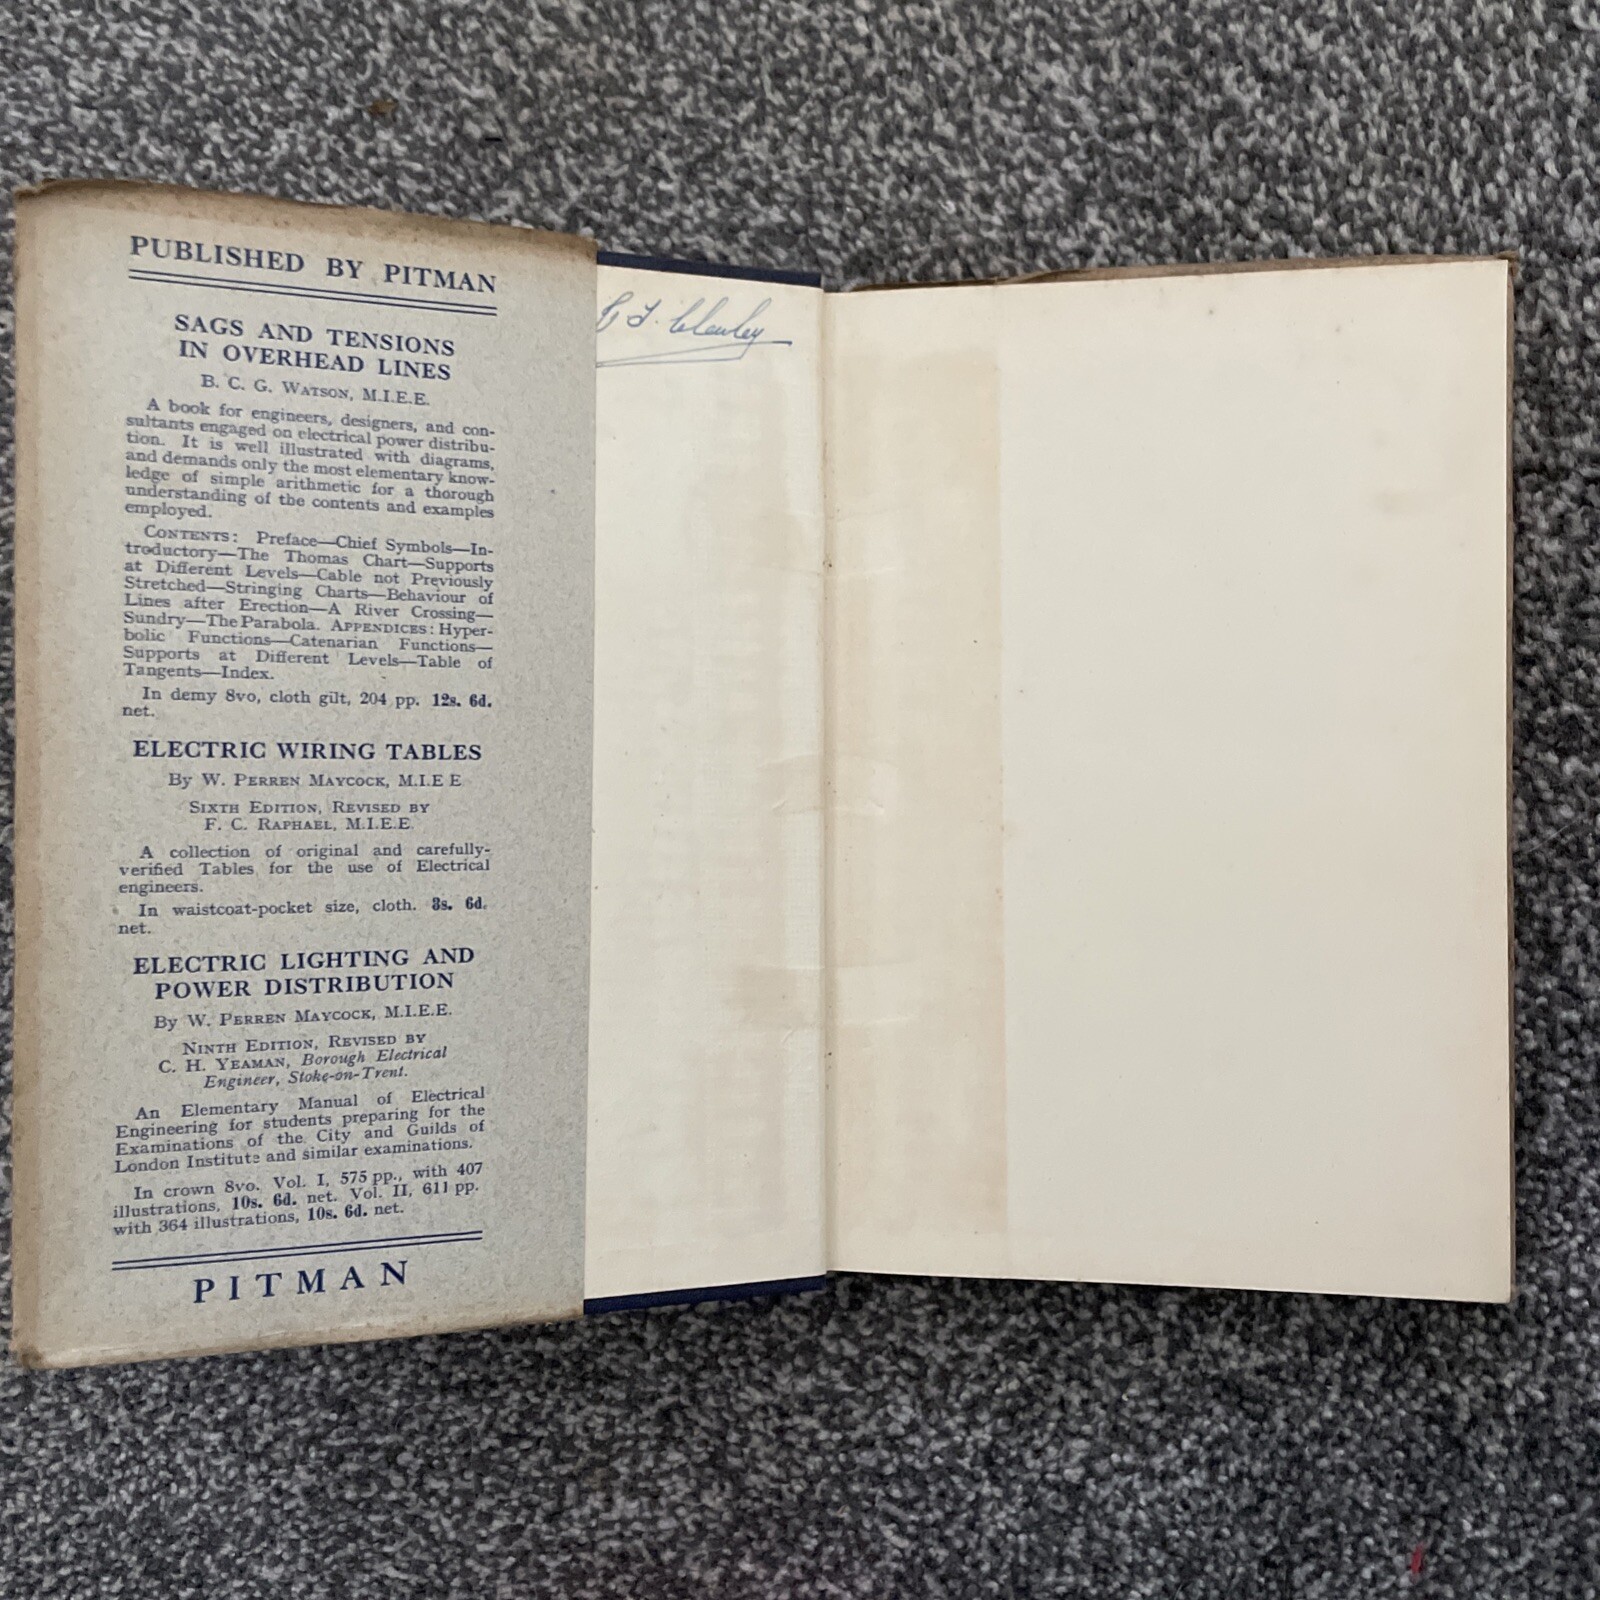 PUBLISHED BY PITMAN
SAGS AND TENSIONS
IN OVERHEAD LINES
B. C. G. WATSON, M.I.E.E.
A book for engineers, designers, and con-
sultants engaged on electrical power distribu-
tion. It is well illustrated with diagrams,
and demands only the most elementary know-
ledge of simple arithmetic for a thorough
understanding of the contents and examples
employed.
CONTENTS: Preface—Chief Symbols—In-
troductory—The Thomas Chart—Supports
at Different Levels—Cable not Previously
Stretched—Stringing Charts—Behaviour of
Lines after Erection—A River Crossing—
Sundry—The Parabola. APPENDICES: Hyper-
bolic Functions—Catenarian Functions—
Supports at Different Levels—Table of
Tangents—Index.
In demy 8vo, cloth gilt, 204 pp. 12s. 6d.
net.
ELECTRIC WIRING TABLES
By W. PERREN MAYCOCK, M.I.E E
SIXTH EDITION, REVISED BY
F. C. RAPHAEL, M.I.E.E.
A collection of original and carefully-
verified Tables for the use of Electrical
engineers.
In waistcoat-pocket size, cloth. 3s. 6d.
net.
ELECTRIC LIGHTING AND
POWER DISTRIBUTION
By W. PERREN MAYCOCK, M.I.E.E.
NINTH EDITION, REVISED BY
C. H. YEAMAN, Borough Electrical
Engineer, Stoke-on-Trent.
An Elementary Manual of Electrical
Engineering for students preparing for the
Examinations of the City and Guilds of
London Institute and similar examinations.
In crown 8vo. Vol. I, 575 pp., with 407
illustrations, 10s. 6d. net. Vol. II, 611 pp.
with 364 illustrations, 10s. 6d. net.
PITMAN